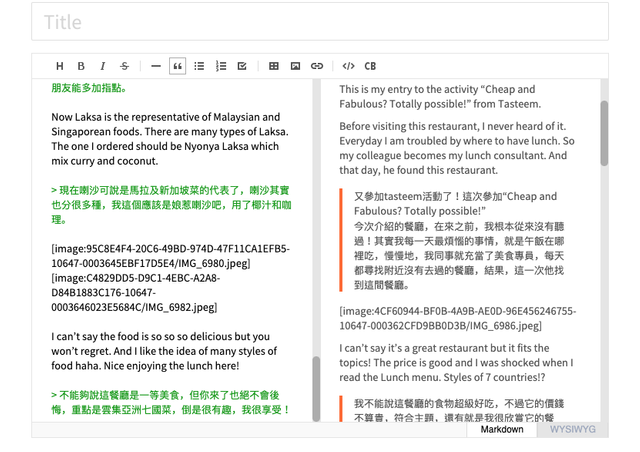 Title
H B I S CB
朋友能多加指點。
Now Laksa is the representative of Malaysian and
Singaporean foods. There are many types of Laksa.
The one I ordered should be Nyonya Laksa which
mix curry and coconut.
> 現在喇沙可說是馬拉及新加坡菜的代表了，喇沙其實
也分很多種，我這個應該是娘惹喇沙吧，用了椰汁和咖
哩。
[image:95C8E4F4-20C6-49BD-974D-47F11CA1EFB5-
10647-0003645EBF17D5E4/IMG_6980.jpeg]
[image:C4829DD5-D9C1-4EBC-A2A8-
D84B1883C176-10647-
0003646023E5684C/IMG_6982.jpeg]
I can’t say the food is so so so delicious but you
won’t regret. And I like the idea of many styles of
food haha. Nice enjoying the lunch here!
> 不能夠說這餐廳是一等美食，但你來了也絕不會後
悔，重點是雲集亞洲七國菜，倒是很有趣，我很享受！
This is my entry to the activity “Cheap and
Fabulous? Totally possible!” from Tasteem.
Before visiting this restaurant, I never heard of it.
Everyday I am troubled by where to have lunch. So
my colleague becomes my lunch consultant. And
that day, he found this restaurant.
又參加tasteem活動了！這次參加“Cheap and
Fabulous? Totally possible!”
今次介紹的餐廳，在來之前，我根本從來沒有聽
過！其實我每一天最煩惱的事情，就是午飯在哪
裡吃，慢慢地，我同事就充當了美食專員，每天
都尋找附近沒有去過的餐廳，結果，這一次他找
到這間餐廳。
[image:4CF60944-BF0B-4A9B-AE0D-96E456246755-
10647-000362CFD9BB0D3B/IMG_6986.jpeg]
I can’t say it’s a great restaurant but it fits the
topics! The price is good and I was shocked when I
read the Lunch menu. Styles of 7 countries!?
我不能說這餐廳的食物超級好吃，不過它的價錢
不算貴，符合主題，還有就是我很欣賞它的餐
Markdown WYSIWYG